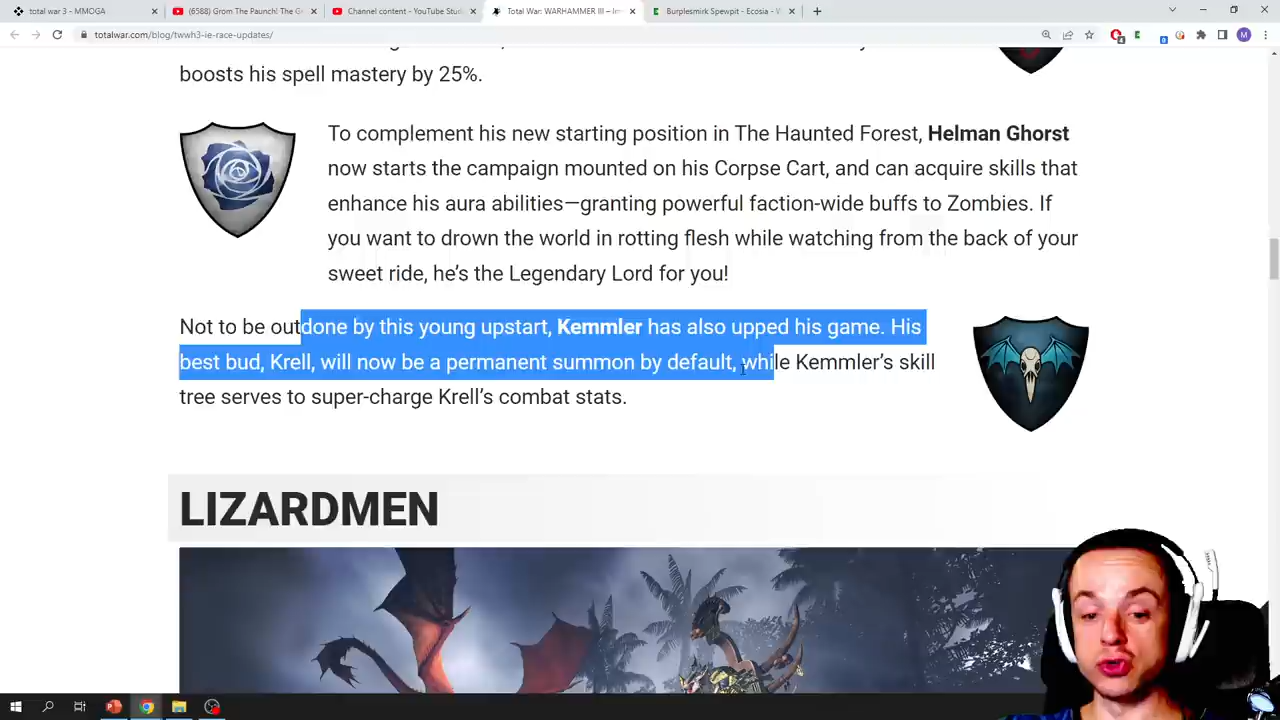 total war 3 - MMOGA
(6588) Grom The Paunch! The G
Channel content - YouTube Stud
Total War: WARHAMMER III – Im
Burplesmirk Spewpit - Ecosia - W
totalwar.com/blog/twwh3-ie-race-updates/
boosts his spell mastery by 25%.
To complement his new starting position in The Haunted Forest, Helman Ghorst
now starts the campaign mounted on his Corpse Cart, and can acquire skills that
enhance his aura abilities—granting powerful faction-wide buffs to Zombies. If
you want to drown the world in rotting flesh while watching from the back of your
sweet ride, he's the Legendary Lord for you!
Not to be outdone by this young upstart, Kemmler has also upped his game. His
best bud, Krell, will now be a permanent summon by default, while Kemmler's skill
tree serves to super-charge Krell's combat stats.
LIZARDMEN